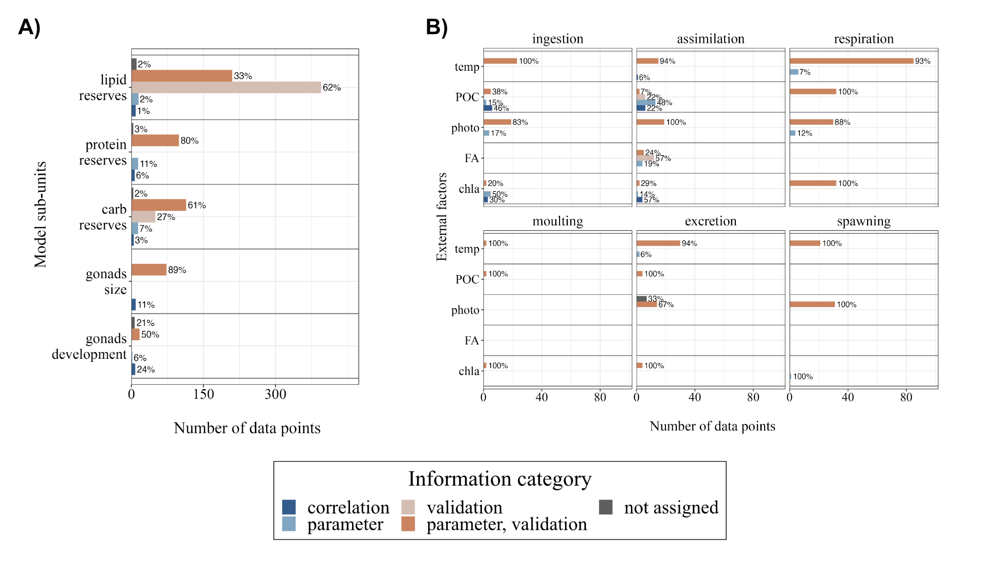 A)
lipid
reserves
protein
reserves
carb
reserves
gonads
size
gonads
development
Model sub-units
2%
33%
62%
2%
1%
3%
80%
11%
6%
2%
61%
27%
7%
3%
89%
11%
21%
50%
6%
24%
0 150 300
Number of data points
B)
External factors
ingestion assimilation respiration
temp 100% 94% 6% 93% 7%
POC 38% 15% 46% 7% 22% 48% 22% 100%
photo 83% 17% 100% 88% 12%
FA 24% 57% 19%
chla 20% 50% 30% 29% 14% 57% 100%
moulting excretion spawning
temp 100% 94% 6% 100%
POC 100% 100%
photo 33% 67% 100%
FA
chla 100% 100% 100%
0 40 80 0 40 80 0 40 80
Number of data points
Information category
correlation validation not assigned
parameter parameter, validation